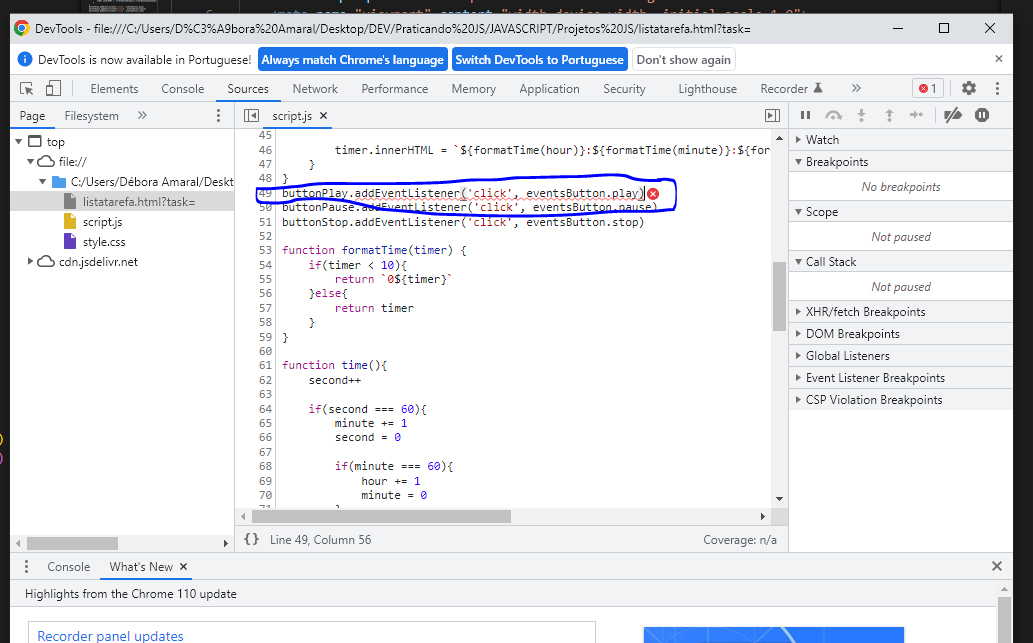 DevTools - file:///C:/Users/D%C3%A9bora%20Amaral/Desktop/DEV/Praticando%20JS/JAVASCRIPT/Projetos%20JS/listatarefa.html?task=
DevTools is now available in Portuguese!
Always match Chrome's language
Switch DevTools to Portuguese
Don't show again
Elements
Console
Sources
Network
Performance
Memory
Application
Security
Lighthouse
Recorder
1
Page
Filesystem
script.js
top
file://
C:/Users/Débora Amaral/Deskt
listatarefa.html?task=
script.js
style.css
cdn.jsdelivr.net
45
46 timer.innerHTML = `${formatTime(hour)}:${formatTime(minute)}:${for
47 }
48 }
49 buttonPlay.addEventListener('click', eventsButton.play)
50 buttonPause.addEventListener('click', eventsButton.pause)
51 buttonStop.addEventListener('click', eventsButton.stop)
52
53 function formatTime(timer) {
54 if(timer < 10){
55 return `0${timer}`
56 }else{
57 return timer
58 }
59 }
60
61 function time(){
62 second++
63
64 if(second === 60){
65 minute += 1
66 second = 0
67
68 if(minute === 60){
69 hour += 1
70 minute = 0
71 }
{ } Line 49, Column 56
Coverage: n/a
Watch
Breakpoints
No breakpoints
Scope
Not paused
Call Stack
Not paused
XHR/fetch Breakpoints
DOM Breakpoints
Global Listeners
Event Listener Breakpoints
CSP Violation Breakpoints
Console
What's New
Highlights from the Chrome 110 update
Recorder panel updates